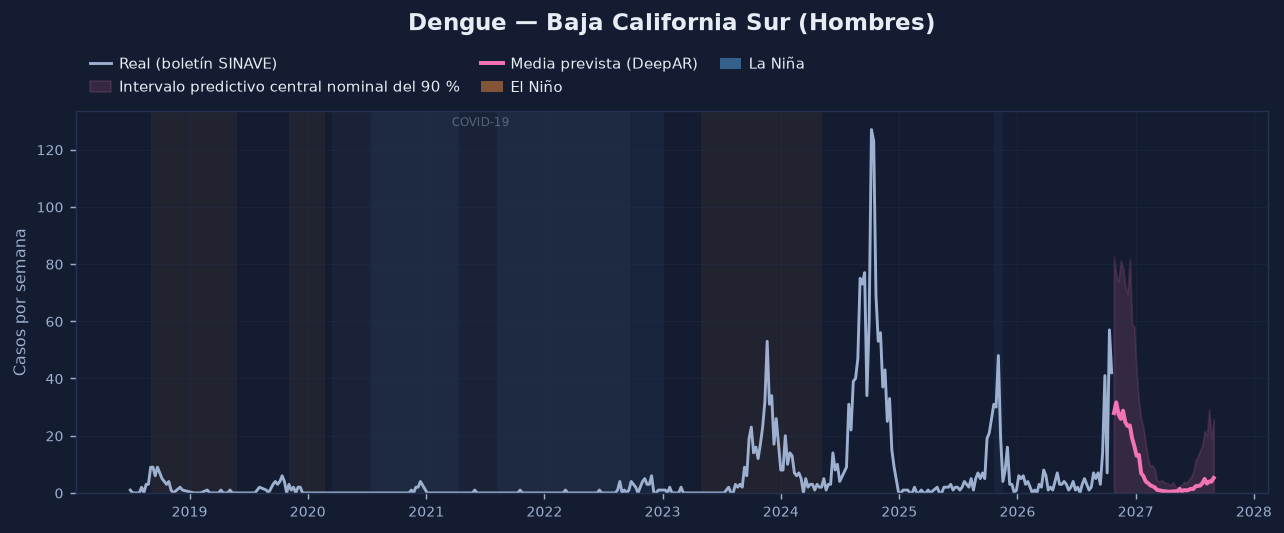 Dengue — Baja California Sur (Hombres)
Real (boletín SINAVE)
Media prevista (DeepAR)
La Niña
Intervalo predictivo central nominal del 90 %
El Niño
COVID-19
Casos por semana
120
100
80
60
40
20
0
2019 2020 2021 2022 2023 2024 2025 2026 2027 2028